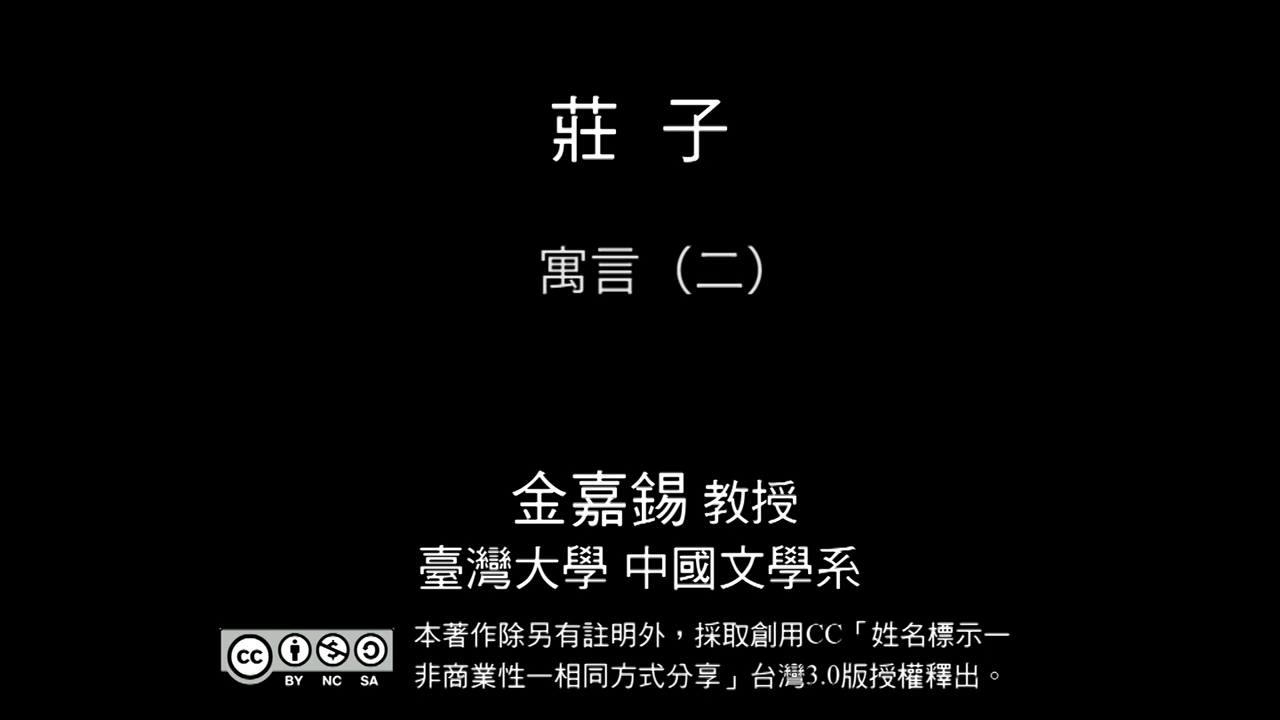 莊 子
寓言（二）
金嘉錫 教授
臺灣大學 中國文學系
本著作除另有註明外，採取創用CC「姓名標示—
非商業性—相同方式分享」台灣3.0版授權釋出。
cc
BY NC SA